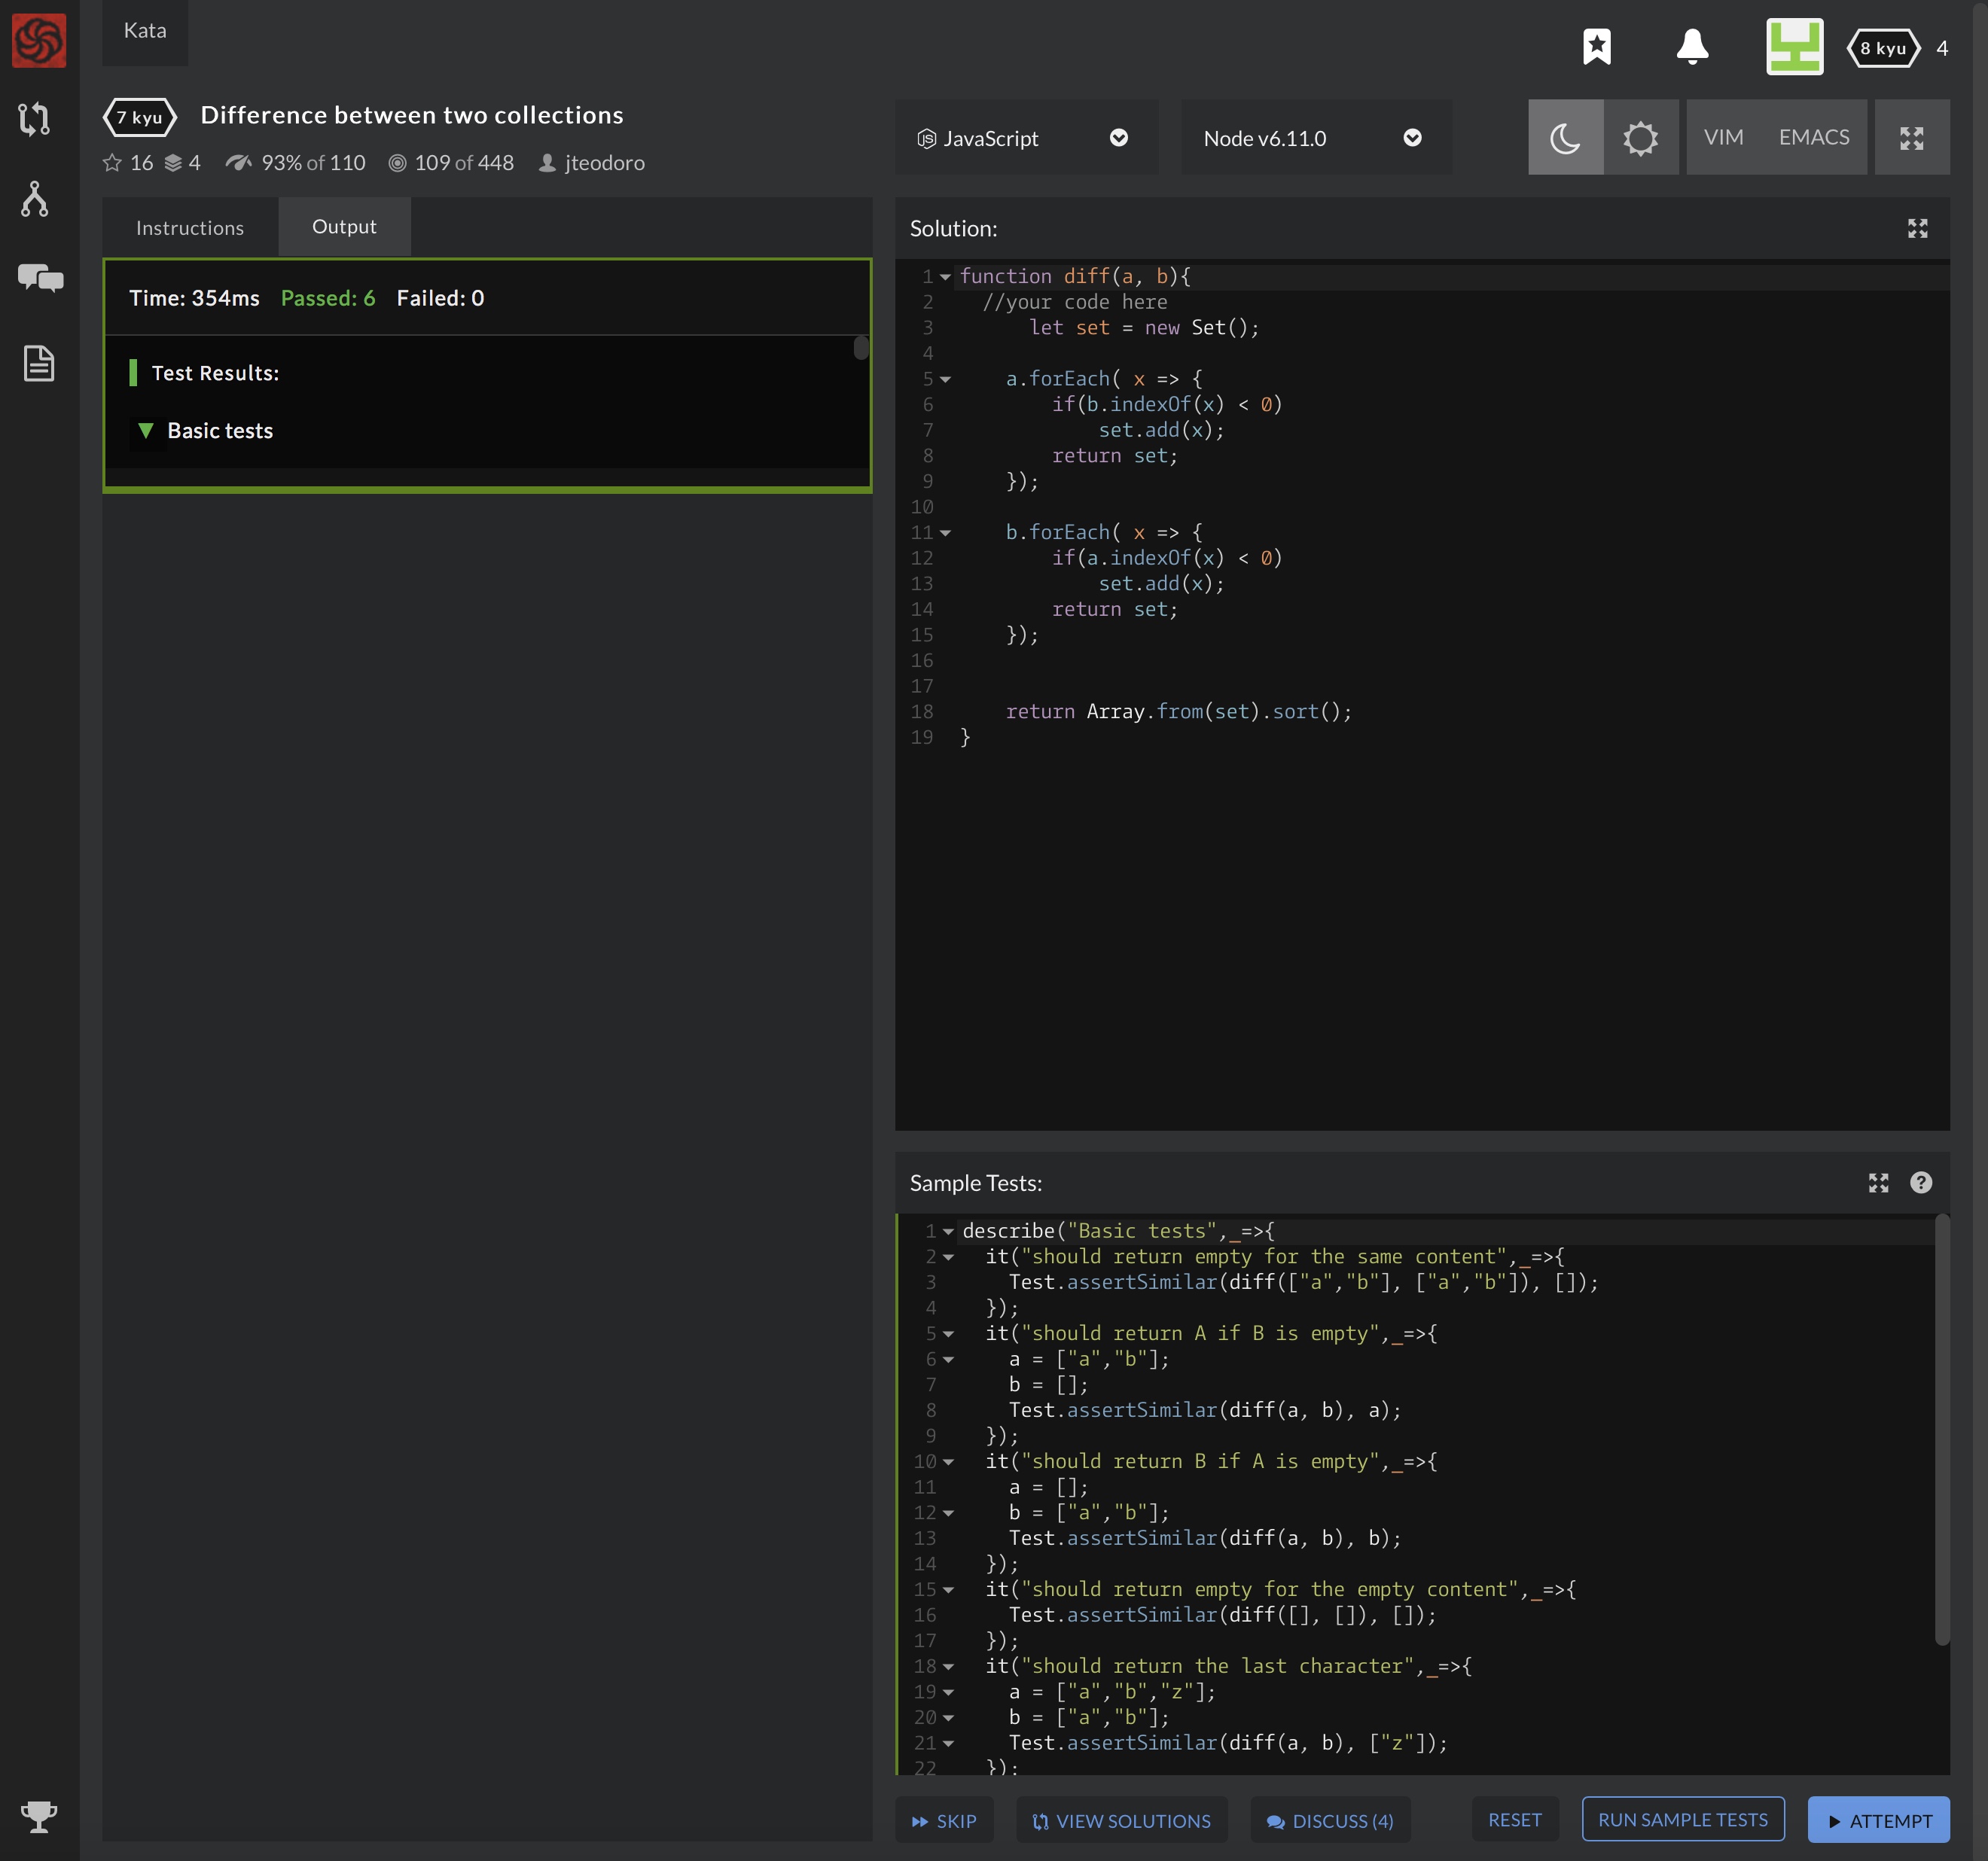 Kata
8 kyu 4
7 kyu Difference between two collections
16 4 93% of 110 109 of 448 jteodoro
JavaScript
Node v6.11.0
VIM EMACS
Instructions Output
Time: 354ms Passed: 6 Failed: 0
Test Results:
Basic tests
Solution:
1 function diff(a, b){
2   //your code here
3       let set = new Set();
4
5     a.forEach( x => {
6         if(b.indexOf(x) < 0)
7             set.add(x);
8         return set;
9     });
10
11     b.forEach( x => {
12         if(a.indexOf(x) < 0)
13             set.add(x);
14         return set;
15     });
16
17
18     return Array.from(set).sort();
19 }
Sample Tests:
1 describe("Basic tests",_=>{
2   it("should return empty for the same content",_=>{
3     Test.assertSimilar(diff(["a","b"], ["a","b"]), []);
4   });
5   it("should return A if B is empty",_=>{
6     a = ["a","b"];
7     b = [];
8     Test.assertSimilar(diff(a, b), a);
9   });
10   it("should return B if A is empty",_=>{
11     a = [];
12     b = ["a","b"];
13     Test.assertSimilar(diff(a, b), b);
14   });
15   it("should return empty for the empty content",_=>{
16     Test.assertSimilar(diff([], []), []);
17   });
18   it("should return the last character",_=>{
19     a = ["a","b","z"];
20     b = ["a","b"];
21     Test.assertSimilar(diff(a, b), ["z"]);
22   });
SKIP VIEW SOLUTIONS DISCUSS (4) RESET RUN SAMPLE TESTS ATTEMPT